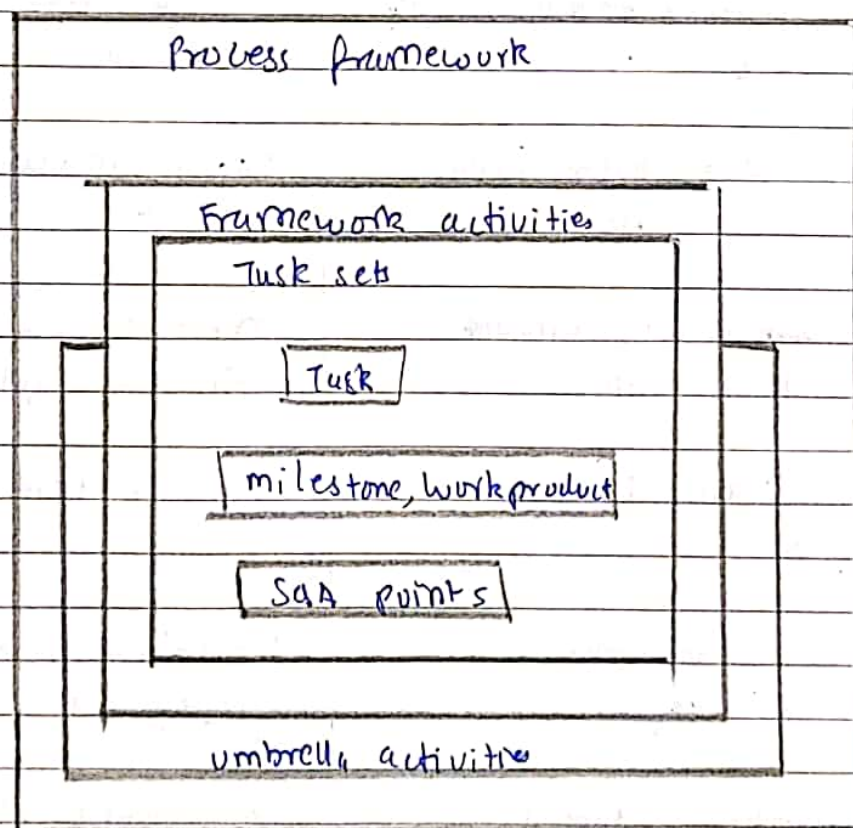 Process framework
Framework activities
Task sets
Task
milestone, workproduct
SQA points
umbrella activities